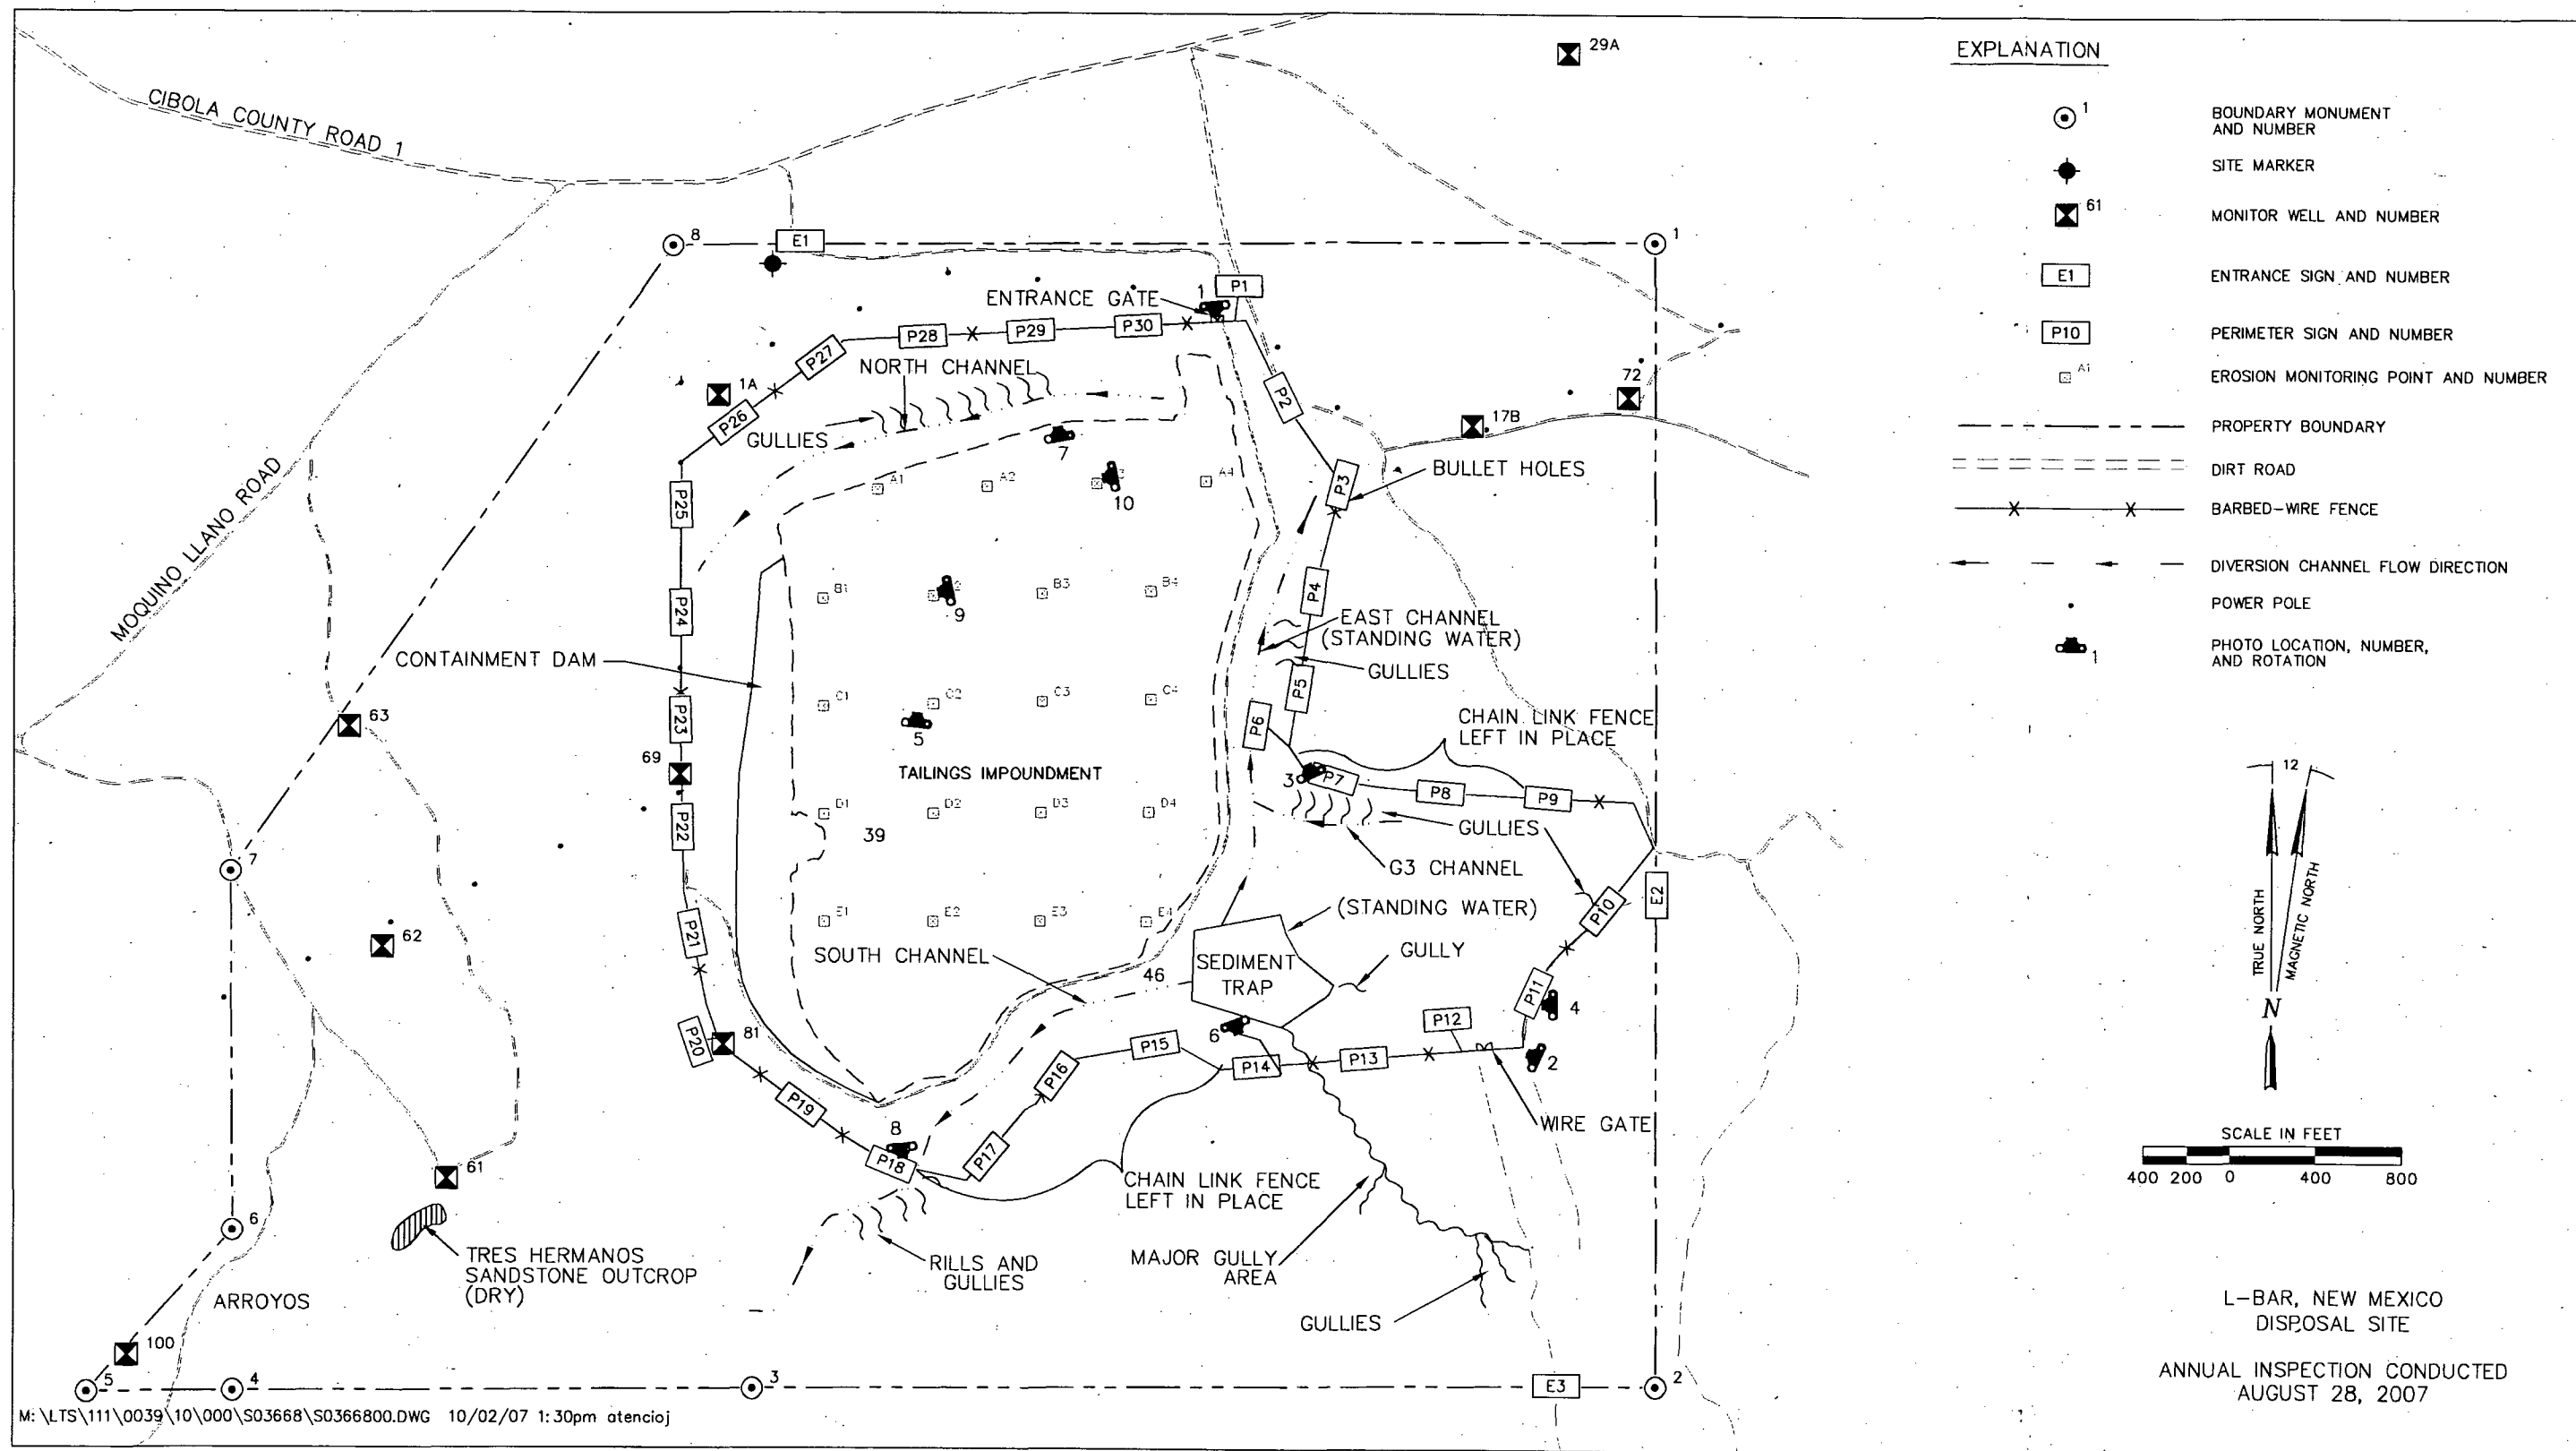 29A
CIBOLA COUNTY ROAD 1
8
E1
1
1
P1
ENTRANCE GATE
P28
P29
P30
P27
NORTH CHANNEL
1A
P26
GULLIES
P2
72
17B
7
BULLET HOLES
A1
A2
A4
10
P3
P25
MOQUINO LLANO ROAD
B1
B3
B4
9
P4
P24
EAST CHANNEL
(STANDING WATER)
CONTAINMENT DAM
GULLIES
P5
C1
C2
C3
C4
63
P23
5
P6
CHAIN LINK FENCE
LEFT IN PLACE
69
TAILINGS IMPOUNDMENT
3
P7
P8
P9
D1
D2
D3
D4
P22
39
GULLIES
7
G3 CHANNEL
E2
P10
E1
E2
E3
E4
(STANDING WATER)
P21
62
SOUTH CHANNEL
46
SEDIMENT
TRAP
GULLY
P11
4
P12
81
P20
6
P15
P14
P13
2
P16
P19
WIRE GATE
8
P17
P18
61
CHAIN LINK FENCE
LEFT IN PLACE
6
TRES HERMANOS
SANDSTONE OUTCROP
(DRY)
RILLS AND
GULLIES
MAJOR GULLY
AREA
ARROYOS
GULLIES
100
5
4
3
E3
2
M:\LTS\111\0039\10\000\S03668\S0366800.DWG 10/02/07 1:30pm atencioj
EXPLANATION
1
BOUNDARY MONUMENT
AND NUMBER
SITE MARKER
61
MONITOR WELL AND NUMBER
E1
ENTRANCE SIGN AND NUMBER
P10
PERIMETER SIGN AND NUMBER
A1
EROSION MONITORING POINT AND NUMBER
PROPERTY BOUNDARY
DIRT ROAD
BARBED-WIRE FENCE
DIVERSION CHANNEL FLOW DIRECTION
POWER POLE
1
PHOTO LOCATION, NUMBER,
AND ROTATION
12
TRUE NORTH
MAGNETIC NORTH
N
SCALE IN FEET
400 200 0 400 800
L-BAR, NEW MEXICO
DISPOSAL SITE
ANNUAL INSPECTION CONDUCTED
AUGUST 28, 2007